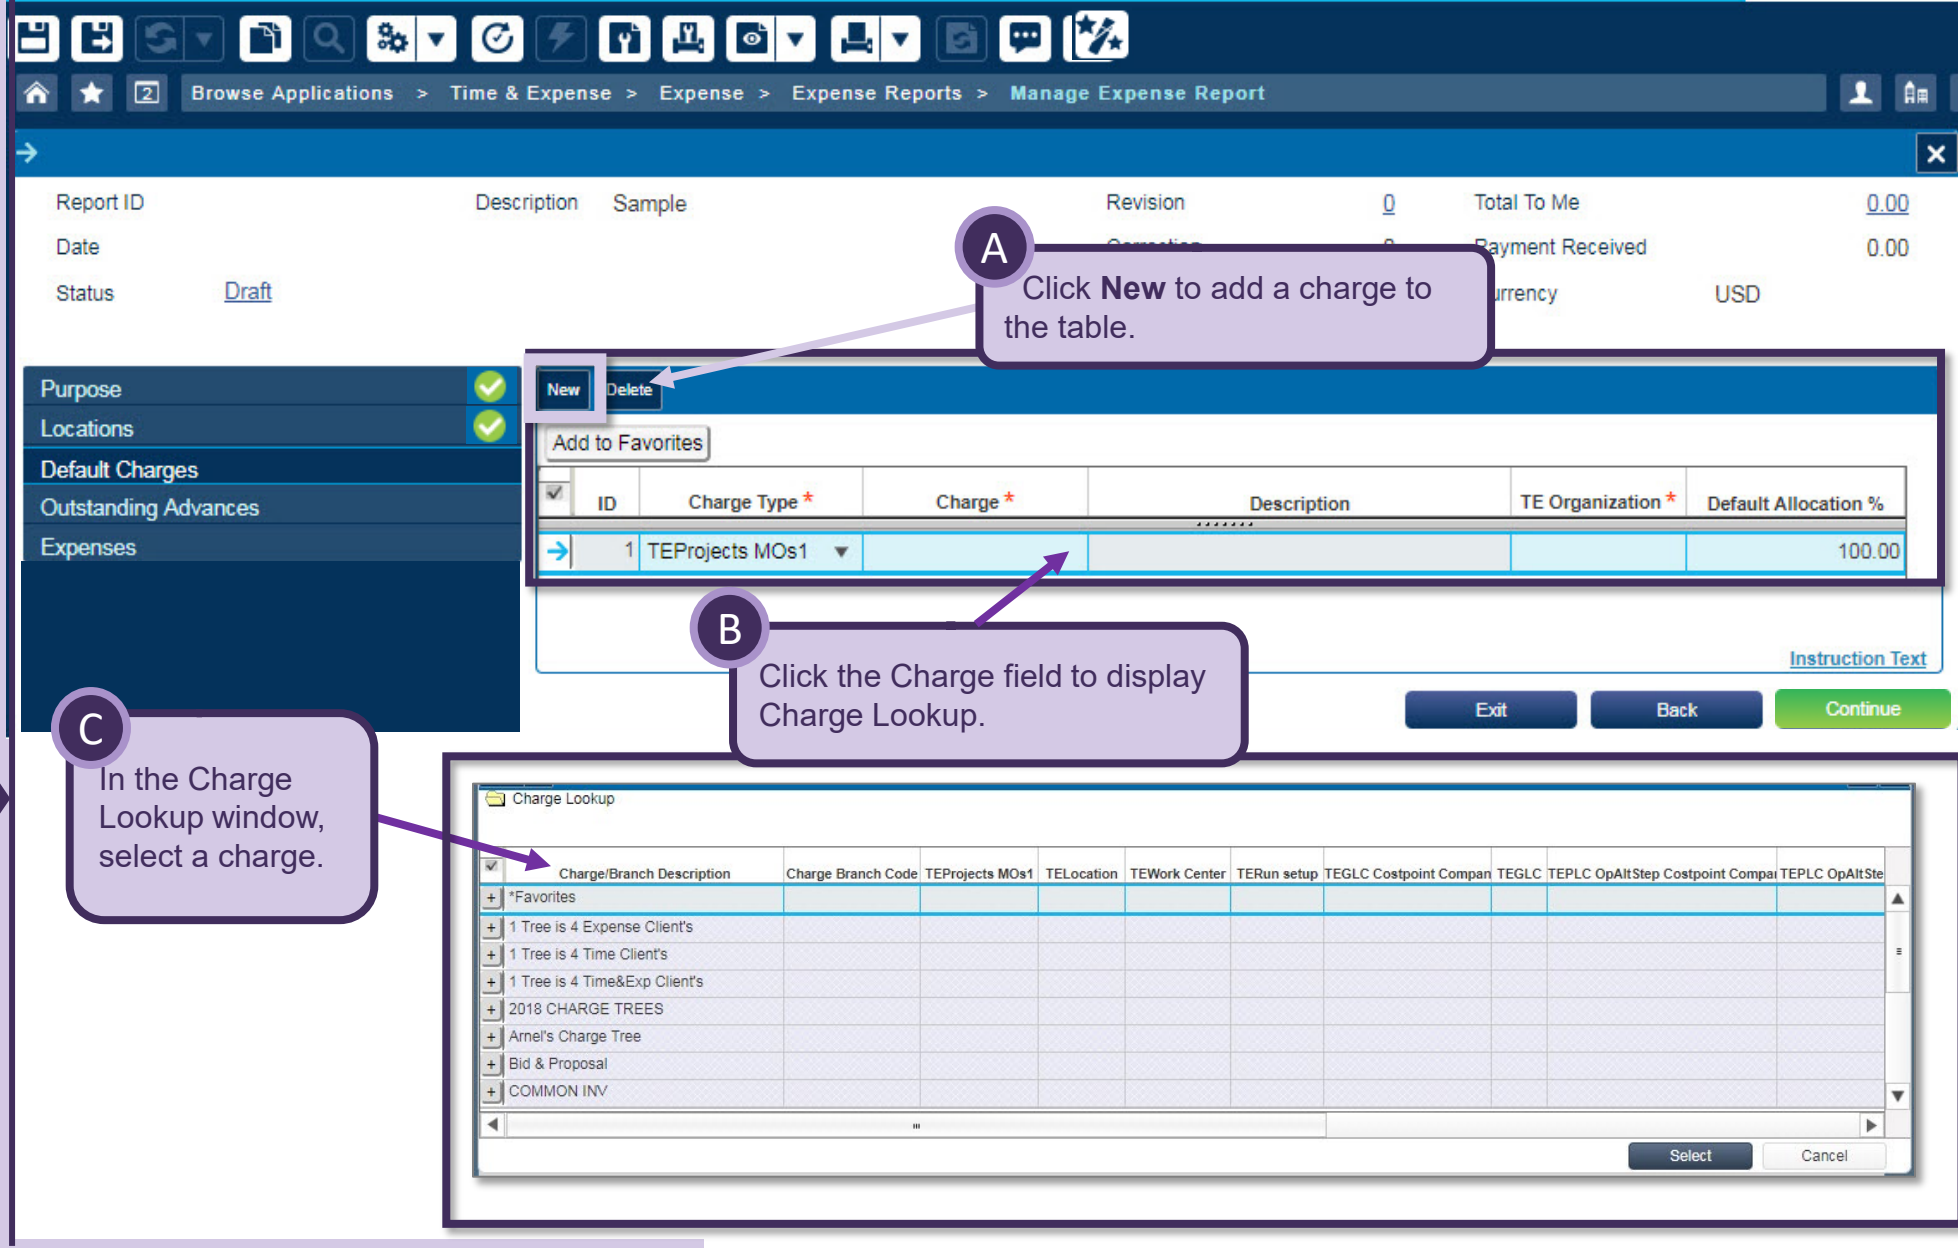 2
Browse Applications > Time & Expense > Expense > Expense Reports > Manage Expense Report
Report ID
Description Sample
Revision 0
Total To Me 0.00
Date
Payment Received 0.00
Status Draft
USD
A
Click New to add a charge to
the table.
Purpose
Locations
Default Charges
Outstanding Advances
Expenses
New Delete
Add to Favorites
ID Charge Type * Charge * Description TE Organization * Default Allocation %
1 TEProjects MOs1 100.00
B
Click the Charge field to display
Charge Lookup.
Instruction Text
Exit Back Continue
C
In the Charge
Lookup window,
select a charge.
Charge Lookup
Charge/Branch Description Charge Branch Code TEProjects MOs1 TELocation TEWork Center TERun setup TEGLC Costpoint Compan TEGLC TEPLC OpAltStep Costpoint Compai TEPLC OpAltSte
+ *Favorites
+ 1 Tree is 4 Expense Client's
+ 1 Tree is 4 Time Client's
+ 1 Tree is 4 Time&Exp Client's
+ 2018 CHARGE TREES
+ Arnel's Charge Tree
+ Bid & Proposal
+ COMMON INV
Select Cancel